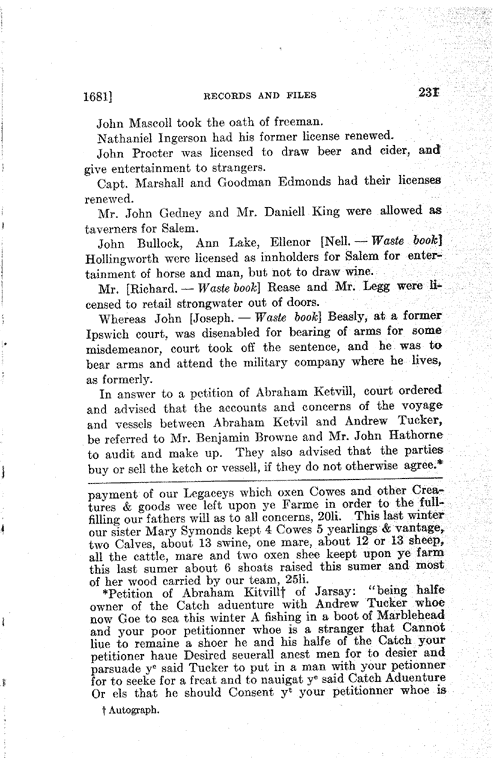 1681] RECORDS AND FILES 231
John Mascoll took the oath of freeman.
Nathaniel Ingerson had his former license renewed.
John Procter was licensed to draw beer and cider, and
give entertainment to strangers.
Capt. Marshall and Goodman Edmonds had their licenses
renewed.
Mr. John Gedney and Mr. Daniell King were allowed as
taverners for Salem.
John Bullock, Ann Lake, Ellenor [Nell. — Waste book]
Hollingworth were licensed as innholders for Salem for enter-
tainment of horse and man, but not to draw wine.
Mr. [Richard. — Waste book] Rease and Mr. Legg were li-
censed to retail strongwater out of doors.
Whereas John [Joseph. — Waste book] Beasly, at a former
Ipswich court, was disenabled for bearing of arms for some
misdemeanor, court took off the sentence, and he was to
bear arms and attend the military company where he lives,
as formerly.
In answer to a petition of Abraham Ketvill, court ordered
and advised that the accounts and concerns of the voyage
and vessels between Abraham Ketvil and Andrew Tucker,
be referred to Mr. Benjamin Browne and Mr. John Hathorne
to audit and make up. They also advised that the parties
buy or sell the ketch or vessell, if they do not otherwise agree.*
payment of our Legaceys which oxen Cowes and other Crea-
tures & goods wee left upon ye Farme in order to the full-
filling our fathers will as to all concerns, 20li. This last winter
our sister Mary Symonds kept 4 Cowes 5 yearlings & vantage,
two Calves, about 13 swine, one mare, about 12 or 13 sheep,
all the cattle, mare and two oxen shee keept upon ye farm
this last sumer about 6 shoats raised this sumer and most
of her wood carried by our team, 25li.
*Petition of Abraham Kitvill† of Jarsay: "being halfe
owner of the Catch aduenture with Andrew Tucker whoe
now Goe to sea this winter A fishing in a boot of Marblehead
and your poor petitionner whoe is a stranger that Cannot
liue to remaine a shoer he and his halfe of the Catch your
petitioner haue Desired seuerall anest men for to desier and
parsuade yᵉ said Tucker to put in a man with your petionner
for to seeke for a freat and to nauigat yᵉ said Catch Aduenture
Or els that he should Consent yᵗ your petitionner whoe is
† Autograph.